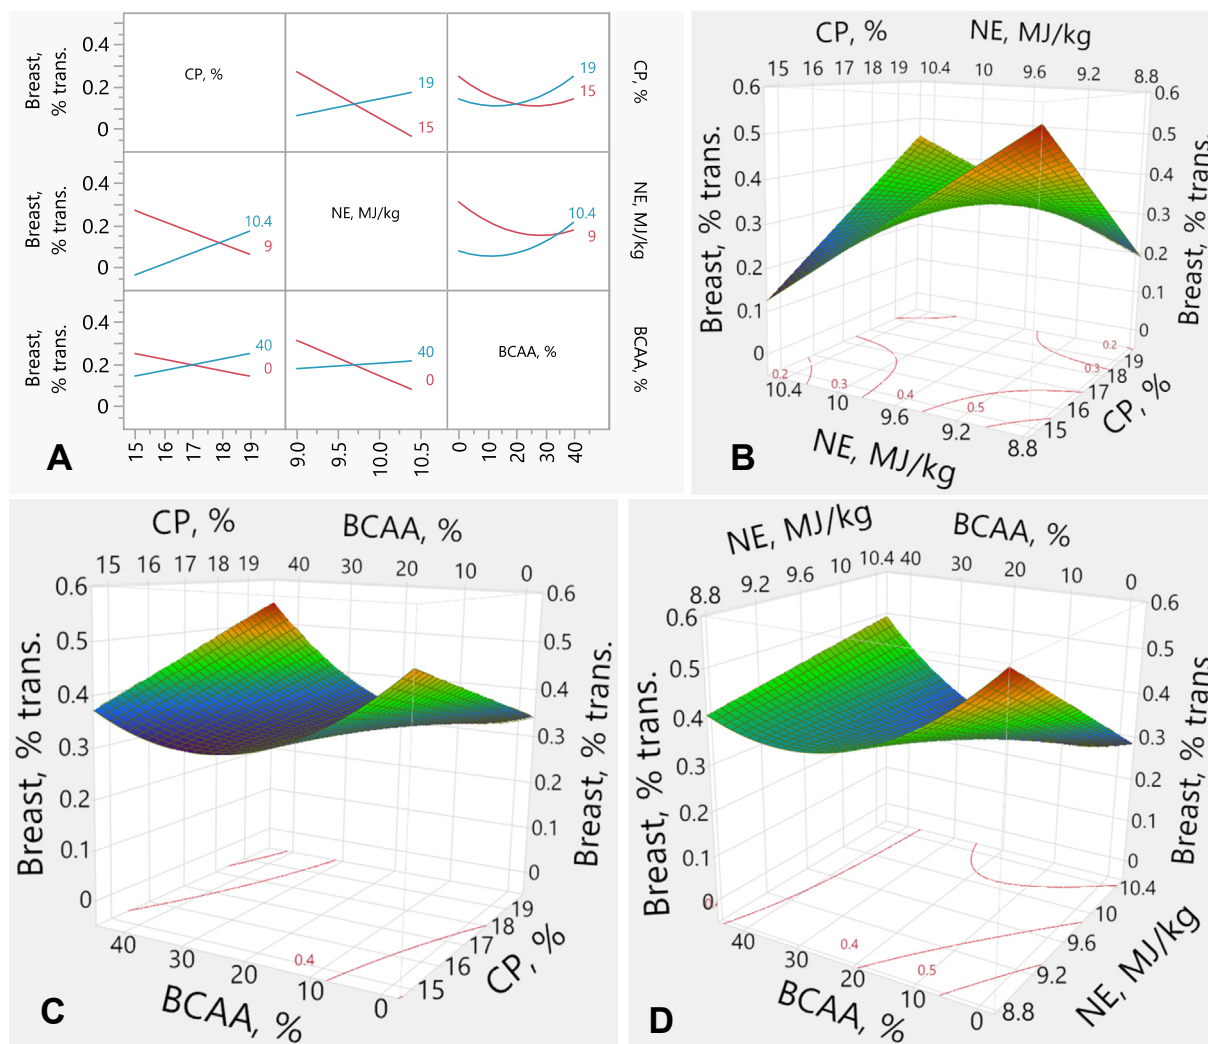 Breast,
% trans.
0.4
0.2
0
CP, %
19
15
19
15
CP, %
Breast,
% trans.
0.4
0.2
0
10.4
9
NE, MJ/kg
10.4
9
NE, MJ/kg
Breast,
% trans.
0.4
0.2
0
40
0
40
0
BCAA, %
BCAA, %
15 16 17 18 19
9.0 9.5 10.0 10.5
0 10 20 30 40
A
CP, % NE, MJ/kg
15 16 17 18 19 10.4 10 9.6 9.2 8.8
0.6 0.5 0.4 0.3 0.2 0.1 0
Breast, % trans.
0.6 0.5 0.4 0.3 0.2 0.1 0
Breast, % trans.
0.2 0.3 0.4 0.5 0.3 0.2
10.4 10 9.6 9.2 8.8
NE, MJ/kg
15 16 17 18 19
CP, %
B
CP, % BCAA, %
15 16 17 18 19 40 30 20 10 0
0.6 0.5 0.4 0.3 0.2 0.1 0
Breast, % trans.
0.6 0.5 0.4 0.3 0.2 0.1 0
Breast, % trans.
0.4
40 30 20 10 0
BCAA, %
15 16 17 18 19
CP, %
C
NE, MJ/kg BCAA, %
8.8 9.2 9.6 10 10.4 40 30 20 10 0
0.6 0.5 0.4 0.3 0.2 0.1 0
Breast, % trans.
0.6 0.5 0.4 0.3 0.2 0.1 0
Breast, % trans.
0.4 0.5
40 30 20 10 0
BCAA, %
8.8 9.2 9.6 10 10.4
NE, MJ/kg
D